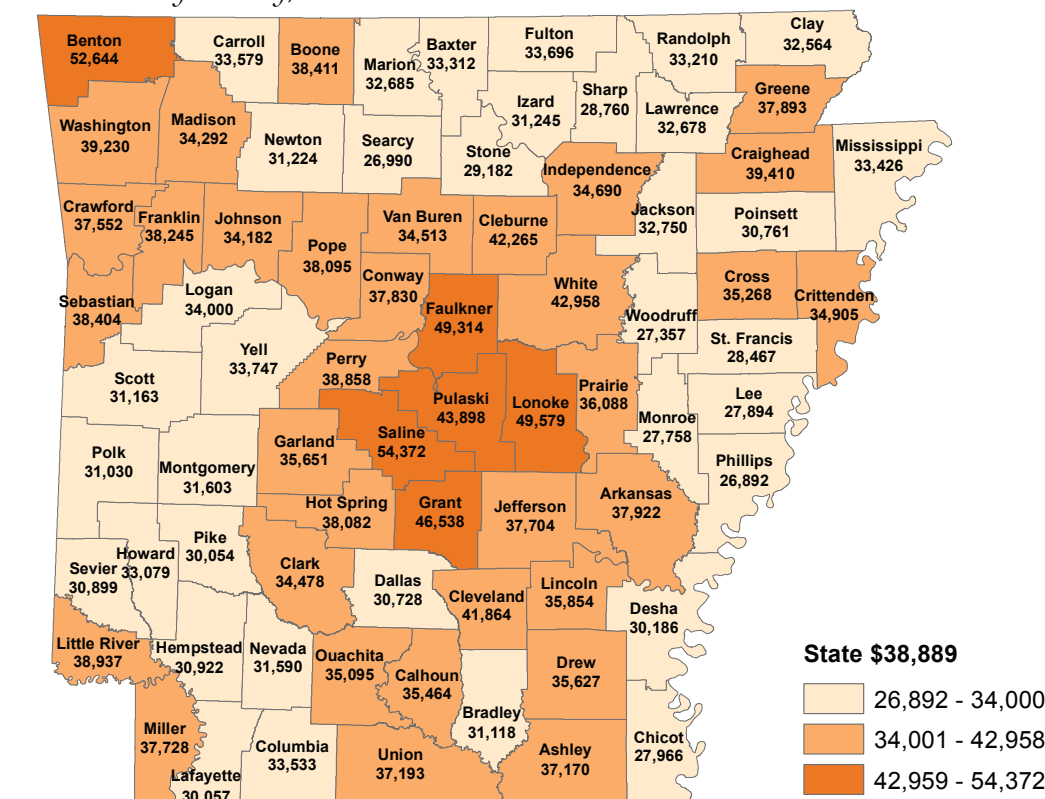 Benton
52,644
Carroll
33,579
Boone
38,411
Marion
32,685
Baxter
33,312
Fulton
33,696
Randolph
33,210
Clay
32,564
Izard
31,245
Sharp
28,760
Lawrence
32,678
Greene
37,893
Washington
39,230
Madison
34,292
Newton
31,224
Searcy
26,990
Stone
29,182
Independence
34,690
Craighead
39,410
Mississippi
33,426
Crawford
37,552
Franklin
38,245
Johnson
34,182
Pope
38,095
Van Buren
34,513
Cleburne
42,265
Jackson
32,750
Poinsett
30,761
Sebastian
38,404
Logan
34,000
Conway
37,830
Faulkner
49,314
White
42,958
Woodruff
27,357
Cross
35,268
Crittenden
34,905
Scott
31,163
Yell
33,747
Perry
38,858
Pulaski
43,898
Lonoke
49,579
Prairie
36,088
St. Francis
28,467
Lee
27,894
Monroe
27,758
Phillips
26,892
Polk
31,030
Montgomery
31,603
Garland
35,651
Saline
54,372
Hot Spring
38,082
Grant
46,538
Jefferson
37,704
Arkansas
37,922
Sevier
30,899
Howard
33,079
Pike
30,054
Clark
34,478
Dallas
30,728
Cleveland
41,864
Lincoln
35,854
Desha
30,186
Little River
38,937
Hempstead
30,922
Nevada
31,590
Ouachita
35,095
Calhoun
35,464
Bradley
31,118
Drew
35,627
Chicot
27,966
Miller
37,728
Lafayette
30,057
Columbia
33,533
Union
37,193
Ashley
37,170
State $38,889
26,892 - 34,000
34,001 - 42,958
42,959 - 54,372